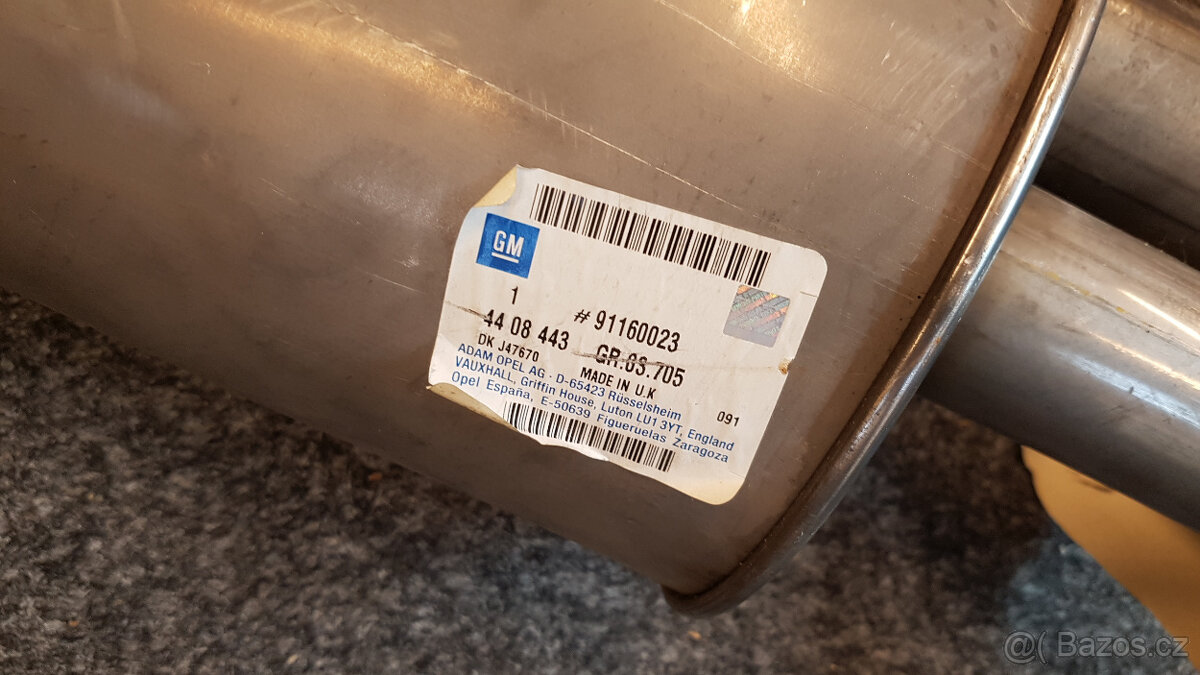 GM
1
44 08 443
# 91160023
DK J47670
GR.08.705
MADE IN U.K
ADAM OPEL AG · D-65423 Rüsselsheim
VAUXHALL, Griffin House, Luton LU1 3YT, England
Opel España, E-50639 Figueruelas Zaragoza
091
@( Bazos.cz